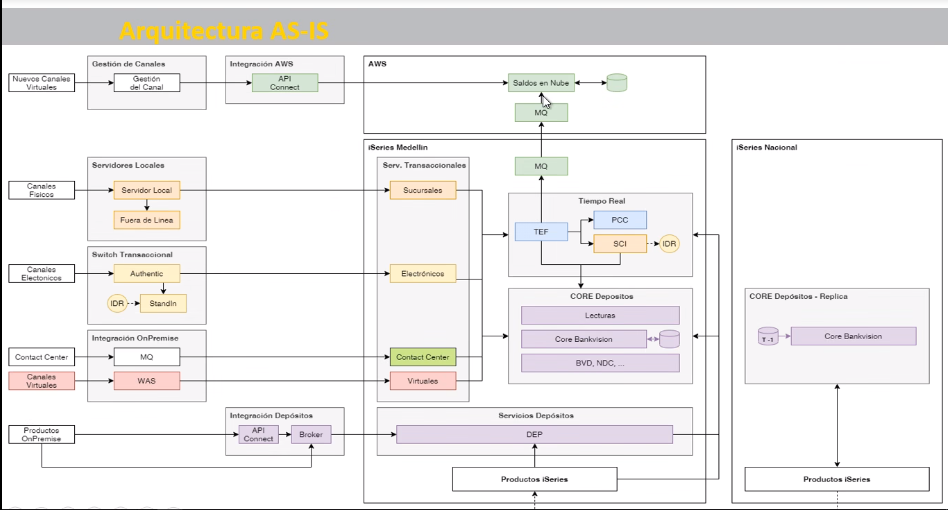 Arquitectura AS-IS
Gestión de Canales
Integración AWS
AWS
Nuevos Canales
Virtuales
Gestión
del Canal
API
Connect
Saldos en Nube
MQ
iSeries Medellín
iSeries Nacional
Servidores Locales
Serv. Transaccionales
MQ
Canales
Físicos
Servidor Local
Sucursales
Fuera de Linea
Tiempo Real
TEF
PCC
SCI
IDR
Switch Transaccional
Canales
Electonicos
Authentic
Electrónicos
IDR
StandIn
CORE Depositos
Lecturas
Core Bankvision
BVD, NDC, ...
CORE Depósitos - Replica
T -1
Core Bankvision
Integración OnPremise
Contact Center
MQ
Contact Center
Canales
Virtuales
WAS
Virtuales
Integración Depósitos
Servicios Depósitos
Productos
OnPremise
API
Connect
Broker
DEP
Productos iSeries
Productos iSeries